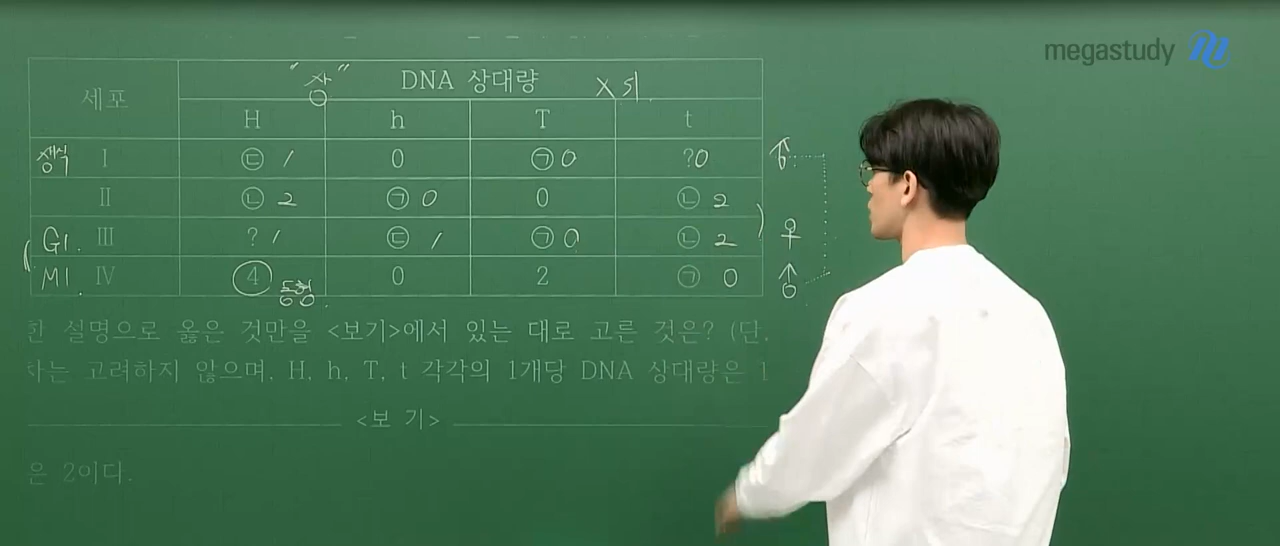 megastudy
"장" DNA 상대량 X 의
세포 H h T t
생식 I ㉢ 1 0 ㉠ 0 ? 0 ♂
II ㉡ 2 ㉠ 0 0 ㉡ 2
G1. III ? 1 ㉢ 1 ㉠ 0 ㉡ 2 우
M1. IV 4 동형 0 2 ㉠ 0 ♂
한 설명으로 옳은 것만을 <보기>에서 있는 대로 고른 것은? (단,
하는 고려하지 않으며, H, h, T, t 각각의 1개당 DNA 상대량은 1
<보 기>
은 2이다.